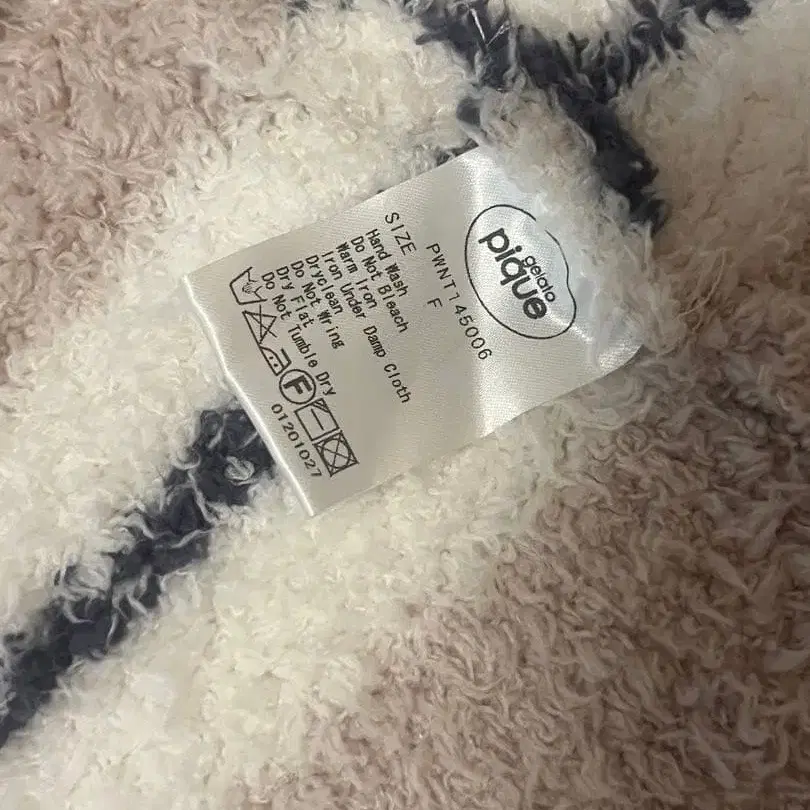 gelato
pique
PWNT145006
SIZE F
Hand Wash
Do Not Bleach
Warm Iron
Iron Under Damp Cloth
Dryclean
Do Not Wring
Dry Flat
Do Not Tumble Dry
F
01201027